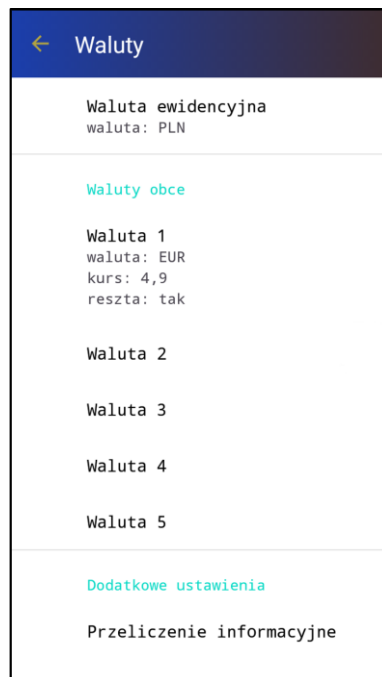 Waluty
Waluta ewidencyjna
waluta: PLN
Waluty obce
Waluta 1
waluta: EUR
kurs: 4,9
reszta: tak
Waluta 2
Waluta 3
Waluta 4
Waluta 5
Dodatkowe ustawienia
Przeliczenie informacyjne